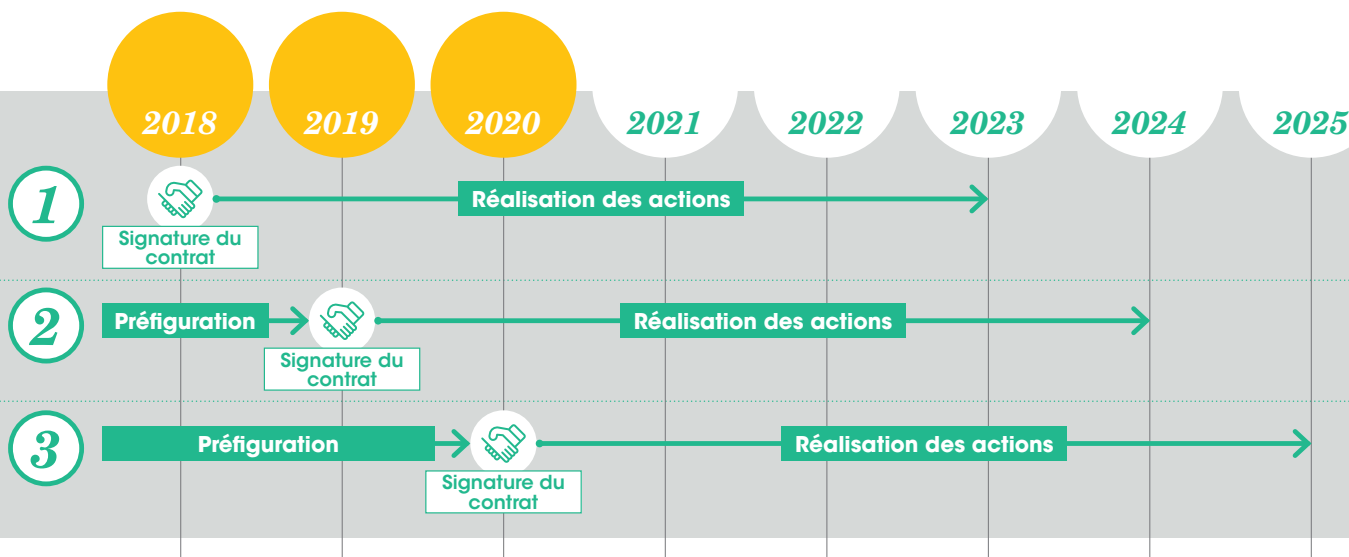 2018
2019
2020
2021
2022
2023
2024
2025
1
Réalisation des actions
Signature du
contrat
2
Préfiguration
Réalisation des actions
Signature du
contrat
3
Préfiguration
Réalisation des actions
Signature du
contrat